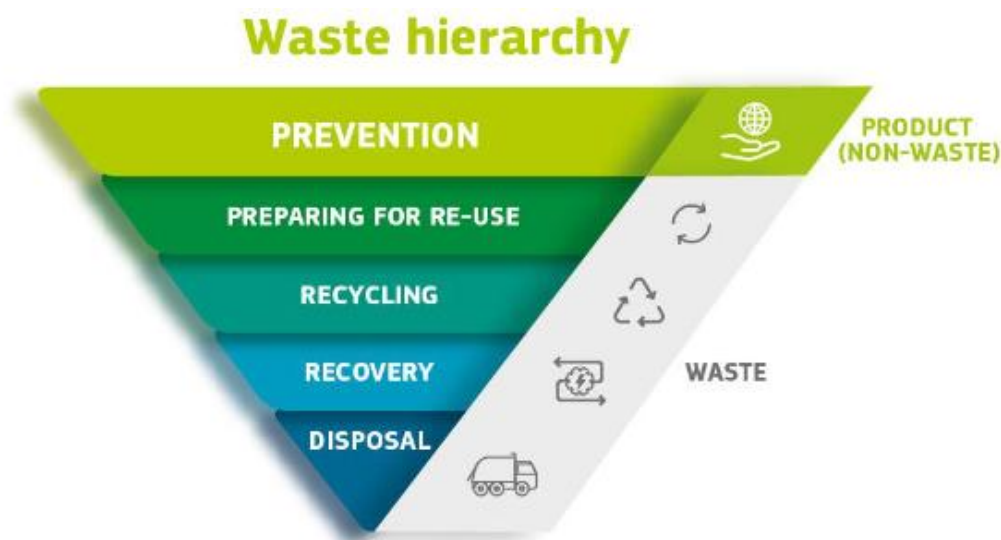 Waste hierarchy
PREVENTION
PRODUCT
(NON-WASTE)
PREPARING FOR RE-USE
RECYCLING
RECOVERY
WASTE
DISPOSAL